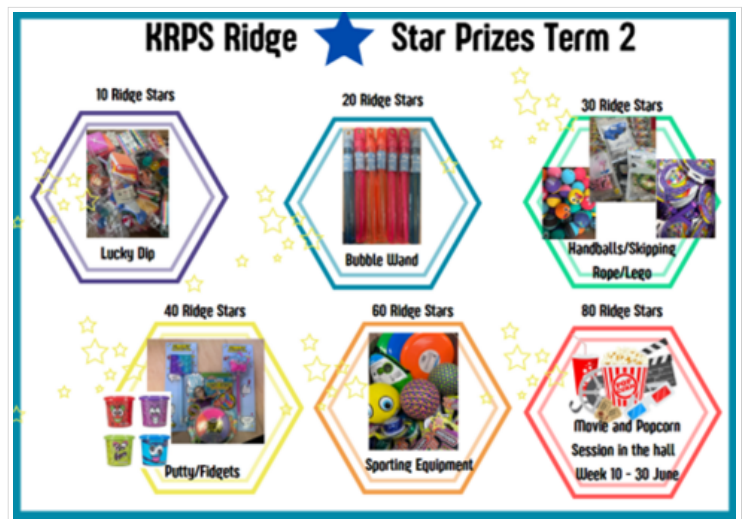 KRPS Ridge Star Prizes Term 2
10 Ridge Stars
20 Ridge Stars
30 Ridge Stars
Lucky Dip
Bubble Wand
Handballs/Skipping
Rope/Lego
40 Ridge Stars
60 Ridge Stars
80 Ridge Stars
Putty/Fidgets
Sporting Equipment
Movie and Popcorn
Session in the hall
Week 10 - 30 June